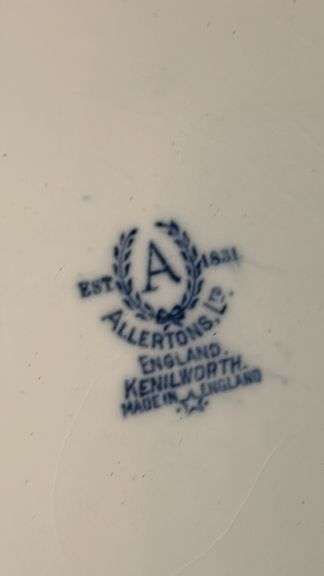 A
EST. 1831
ALLERTONS. LTD.
ENGLAND.
KENILWORTH.
MADE IN ENGLAND